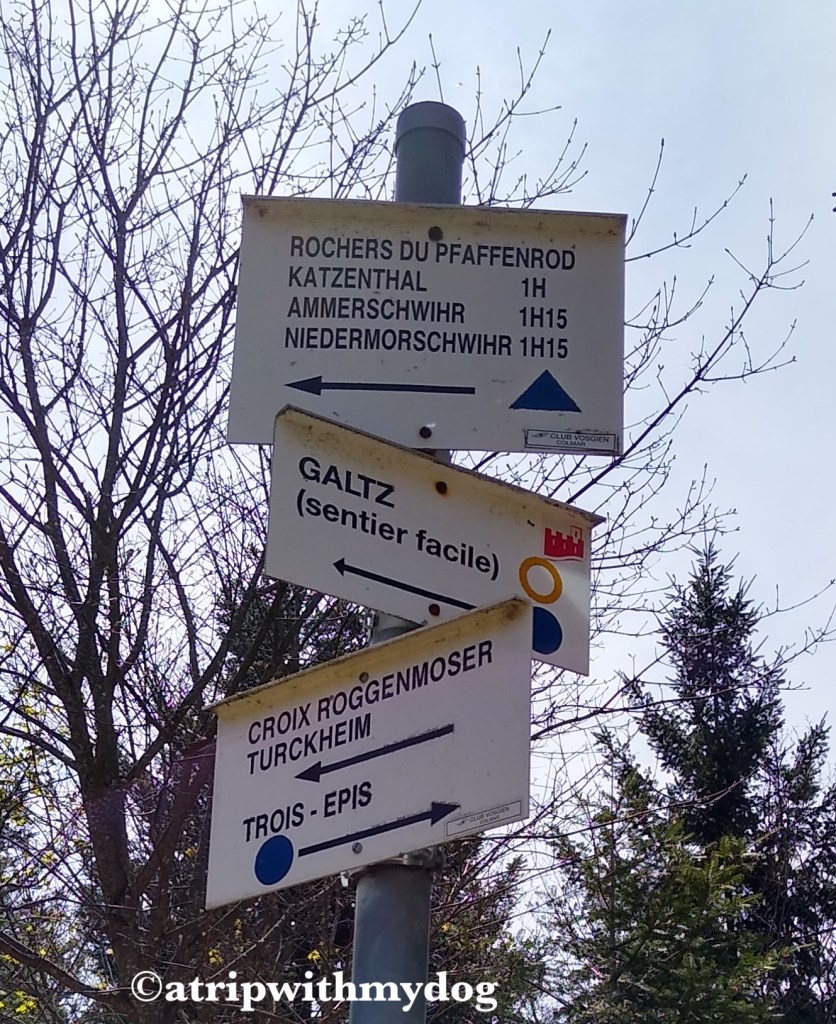 ROCHERS DU PFAFFENROD
KATZENTHAL 1H
AMMERSCHWIHR 1H15
NIEDERMORSCHWIHR 1H15
CLUB VOSGIEN
COLMAR
GALTZ
(sentier facile)
CROIX ROGGENMOSER
TURCKHEIM
TROIS - EPIS
CLUB VOSGIEN
COLMAR
©atripwithmydog